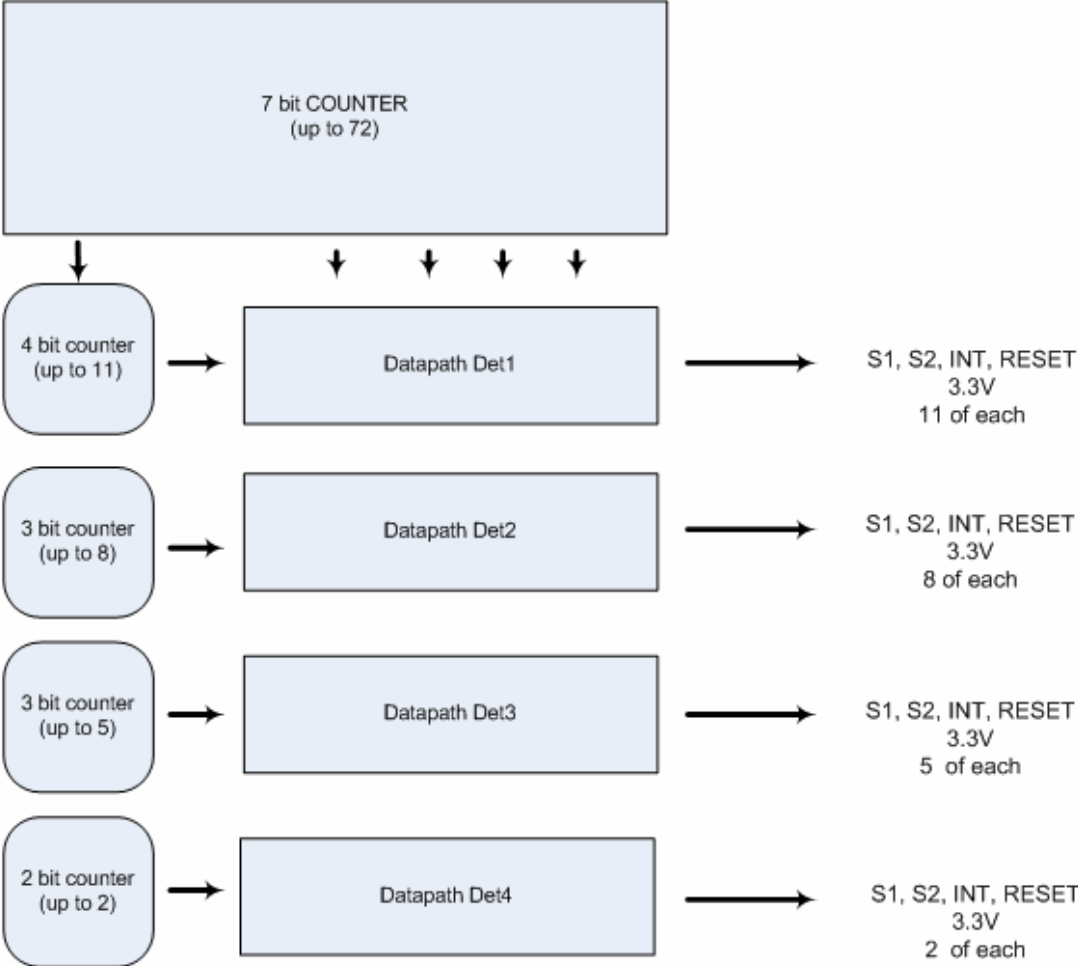 7 bit COUNTER
(up to 72)
4 bit counter
(up to 11)
Datapath Det1
S1, S2, INT, RESET
3.3V
11 of each
3 bit counter
(up to 8)
Datapath Det2
S1, S2, INT, RESET
3.3V
8 of each
3 bit counter
(up to 5)
Datapath Det3
S1, S2, INT, RESET
3.3V
5 of each
2 bit counter
(up to 2)
Datapath Det4
S1, S2, INT, RESET
3.3V
2 of each